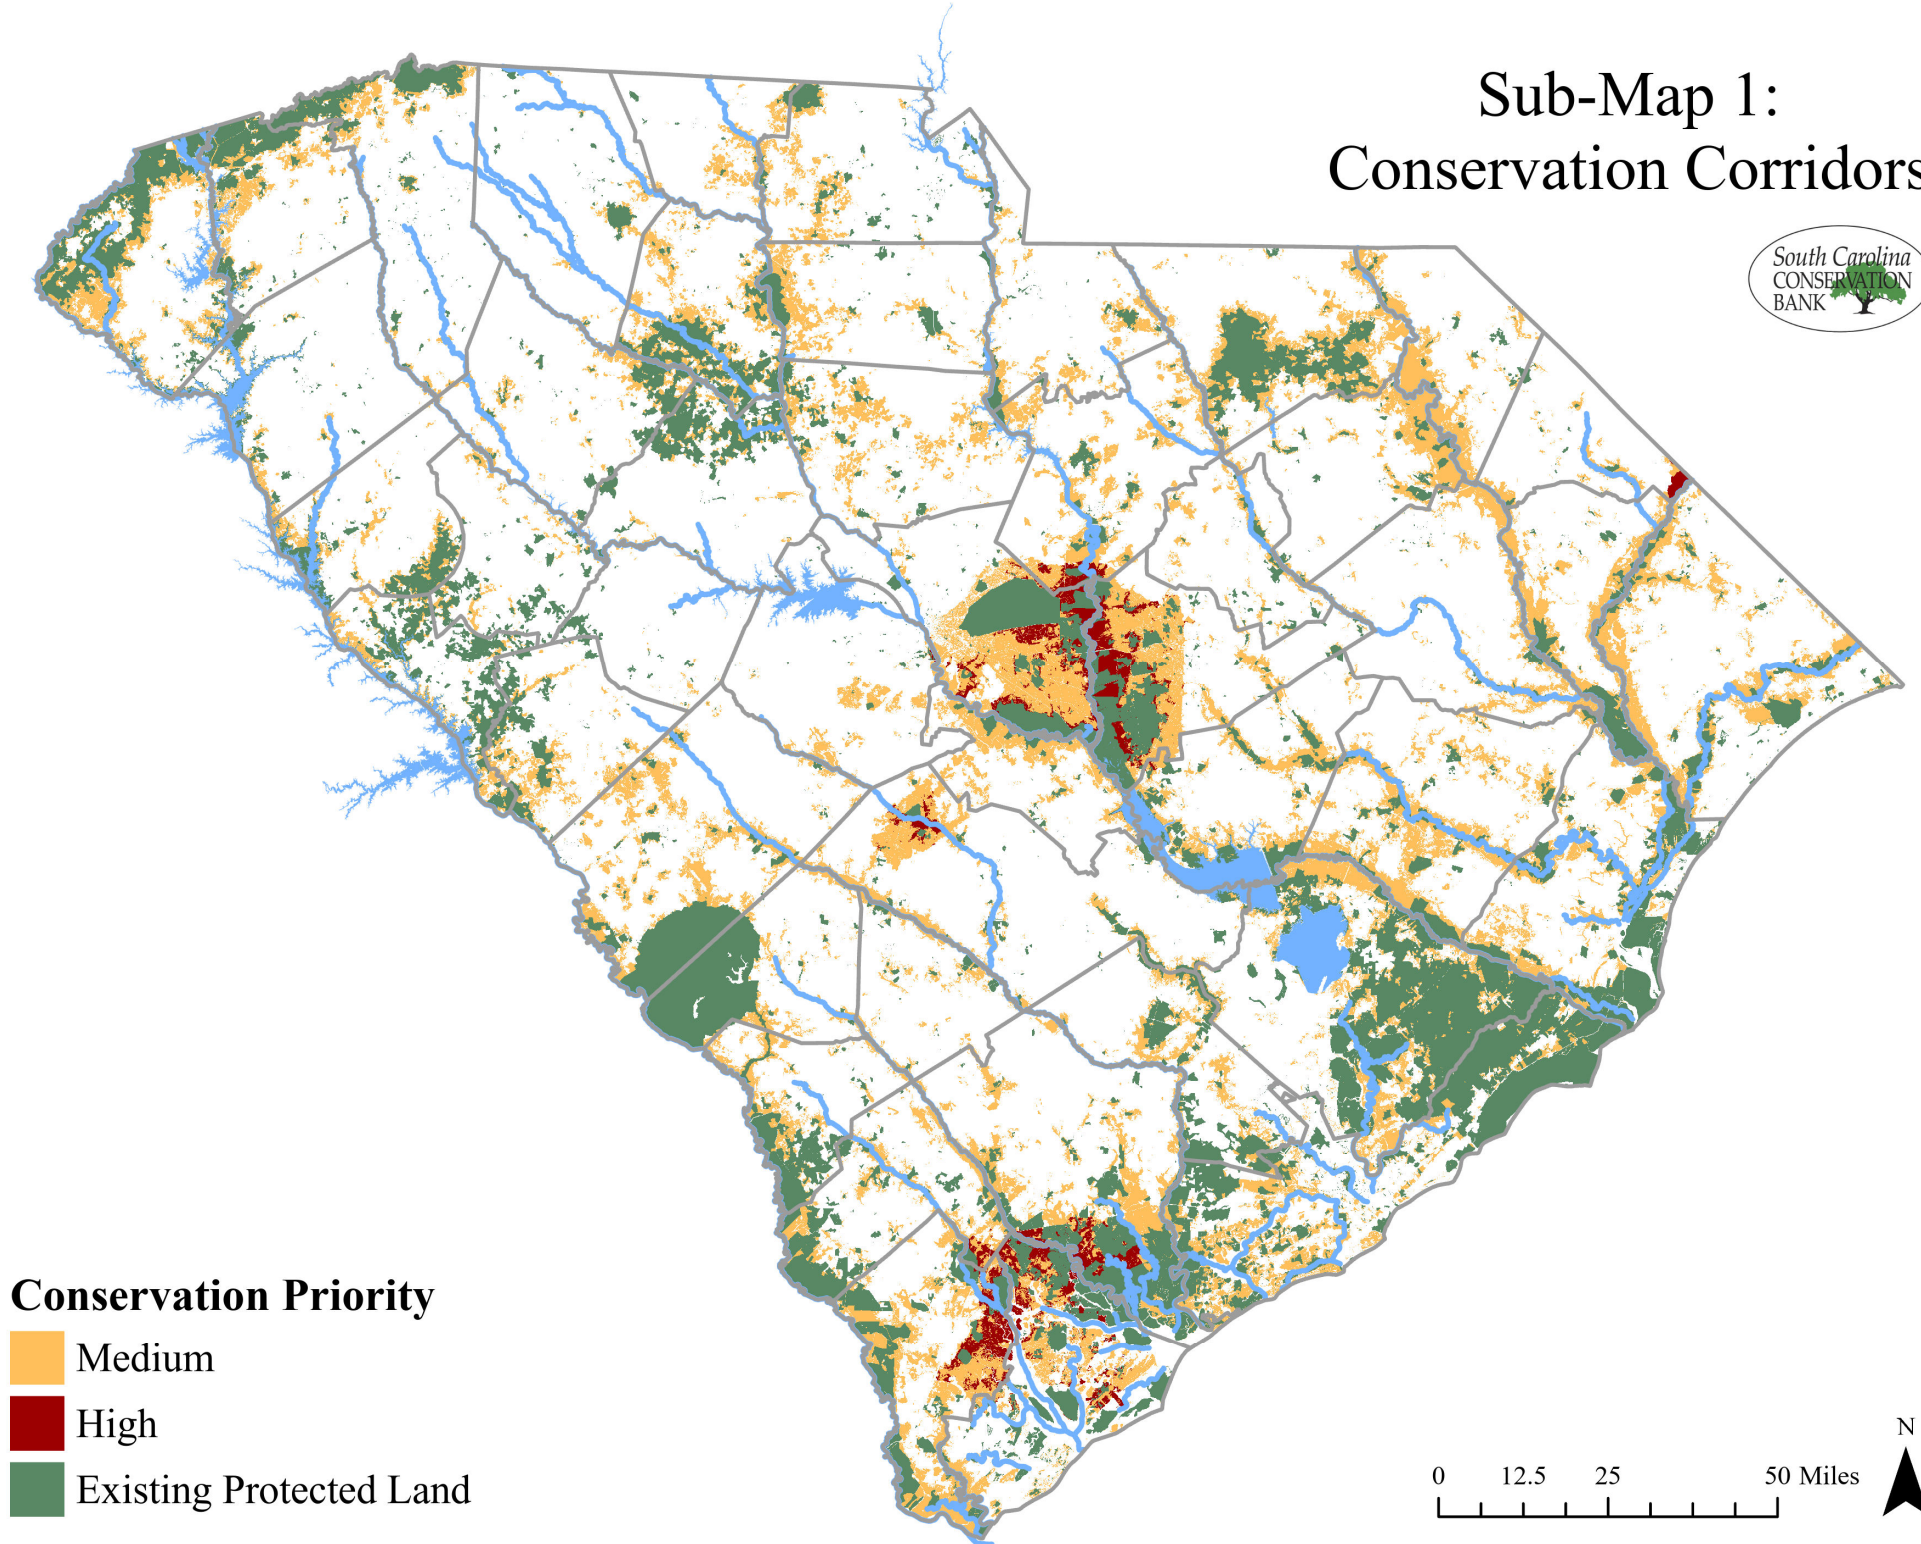 Sub-Map 1:
Conservation Corridors
South Carolina
CONSERVATION
BANK
Conservation Priority
Medium
High
Existing Protected Land
N
0 12.5 25 50 Miles